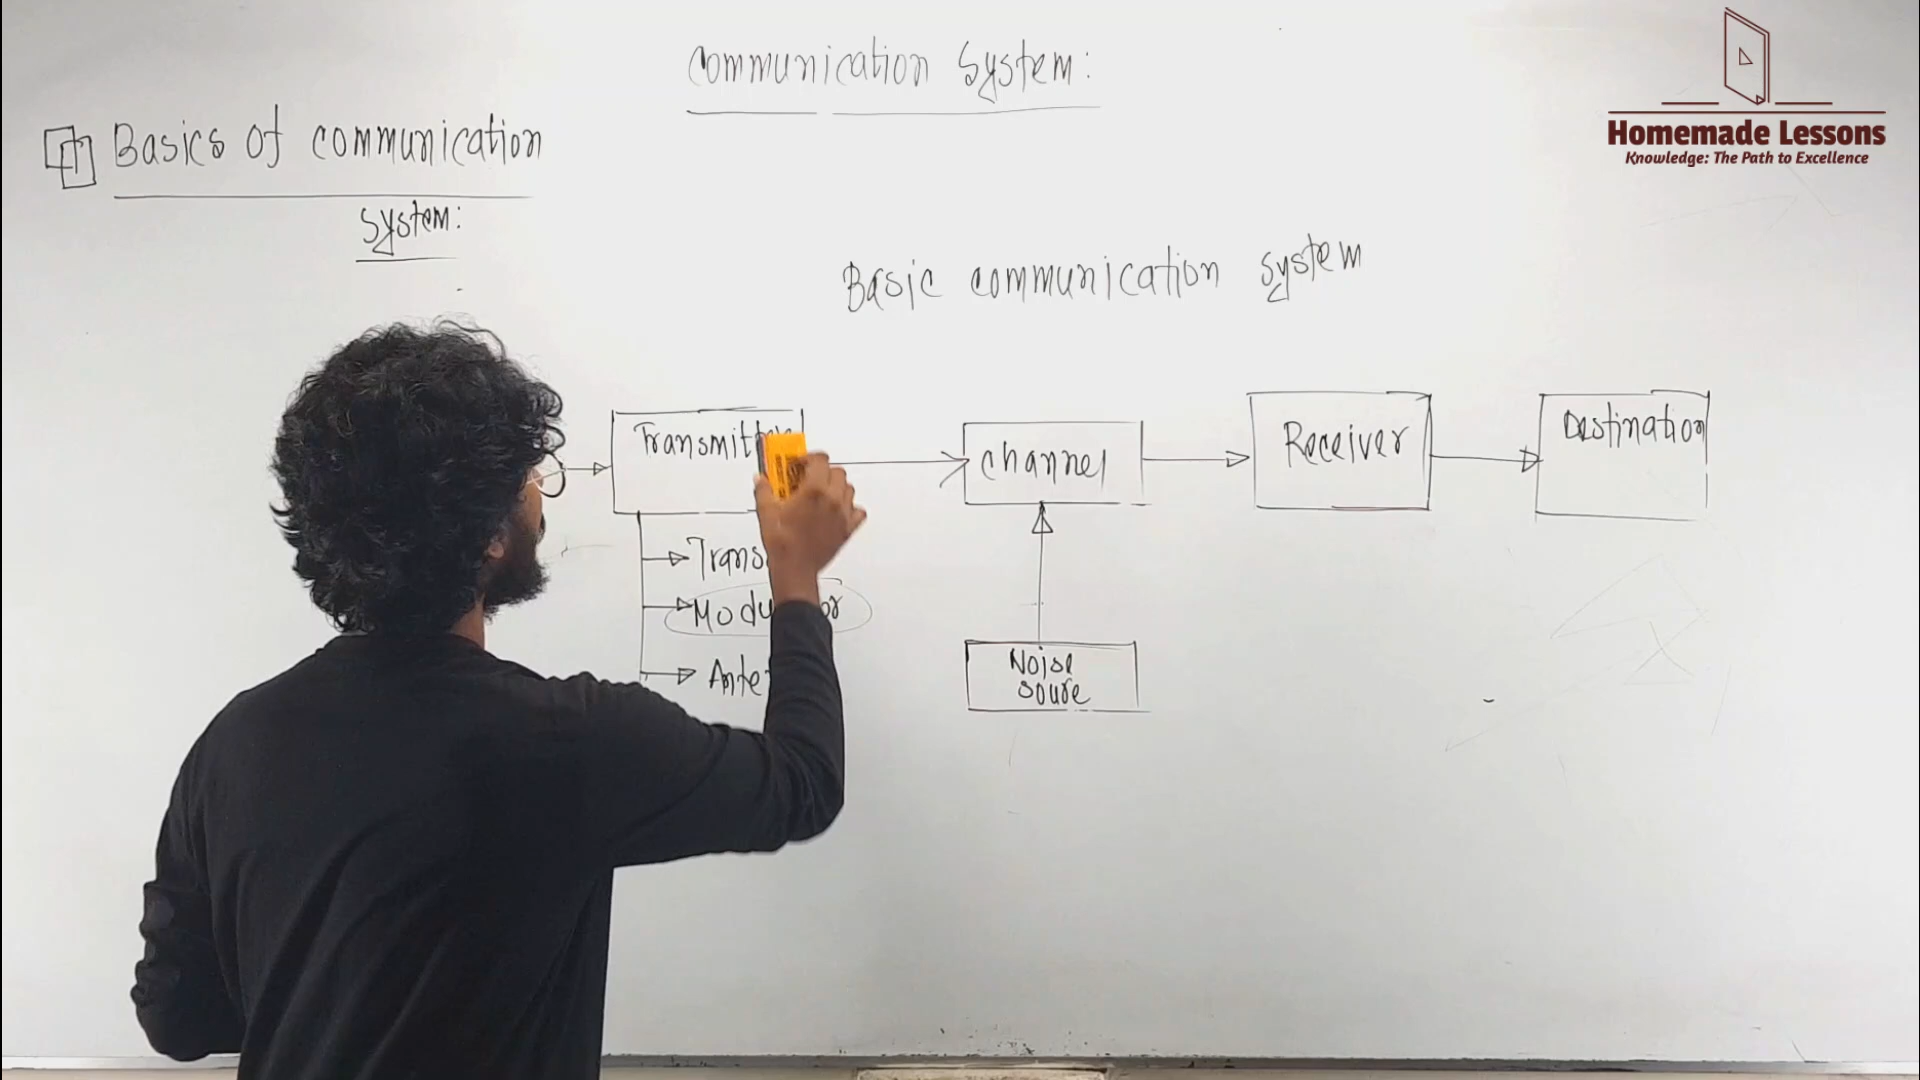 Communication System:
Homemade Lessons
Knowledge: The Path to Excellence
Basics of communication
System:
Basic communication system
Transmitter
Channel
Receiver
Destination
Noise
soure